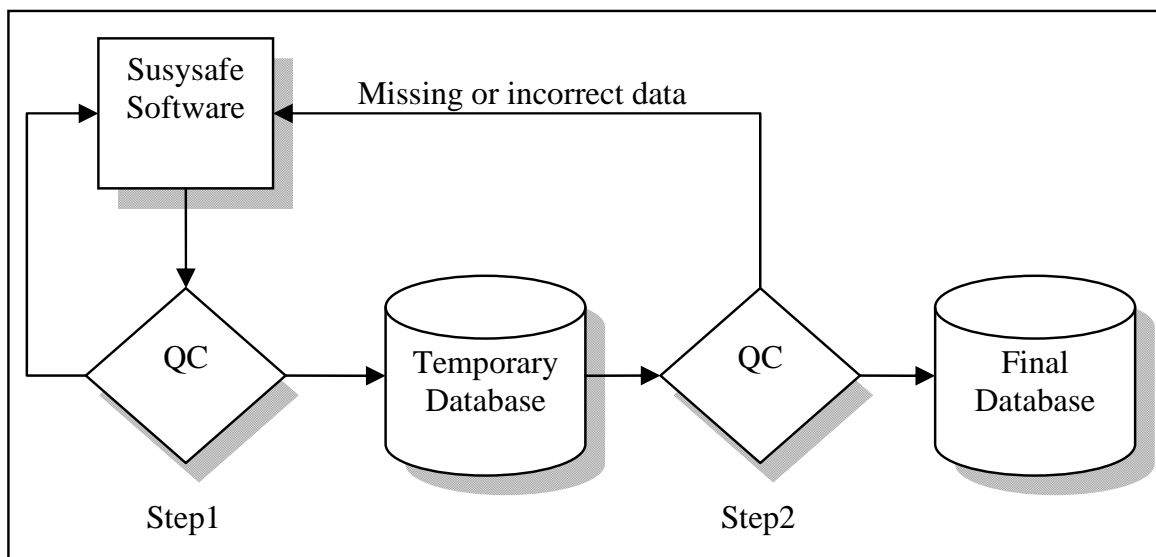 Susysafe
Software
Missing or incorrect data
QC
Temporary
Database
QC
Final
Database
Step1
Step2